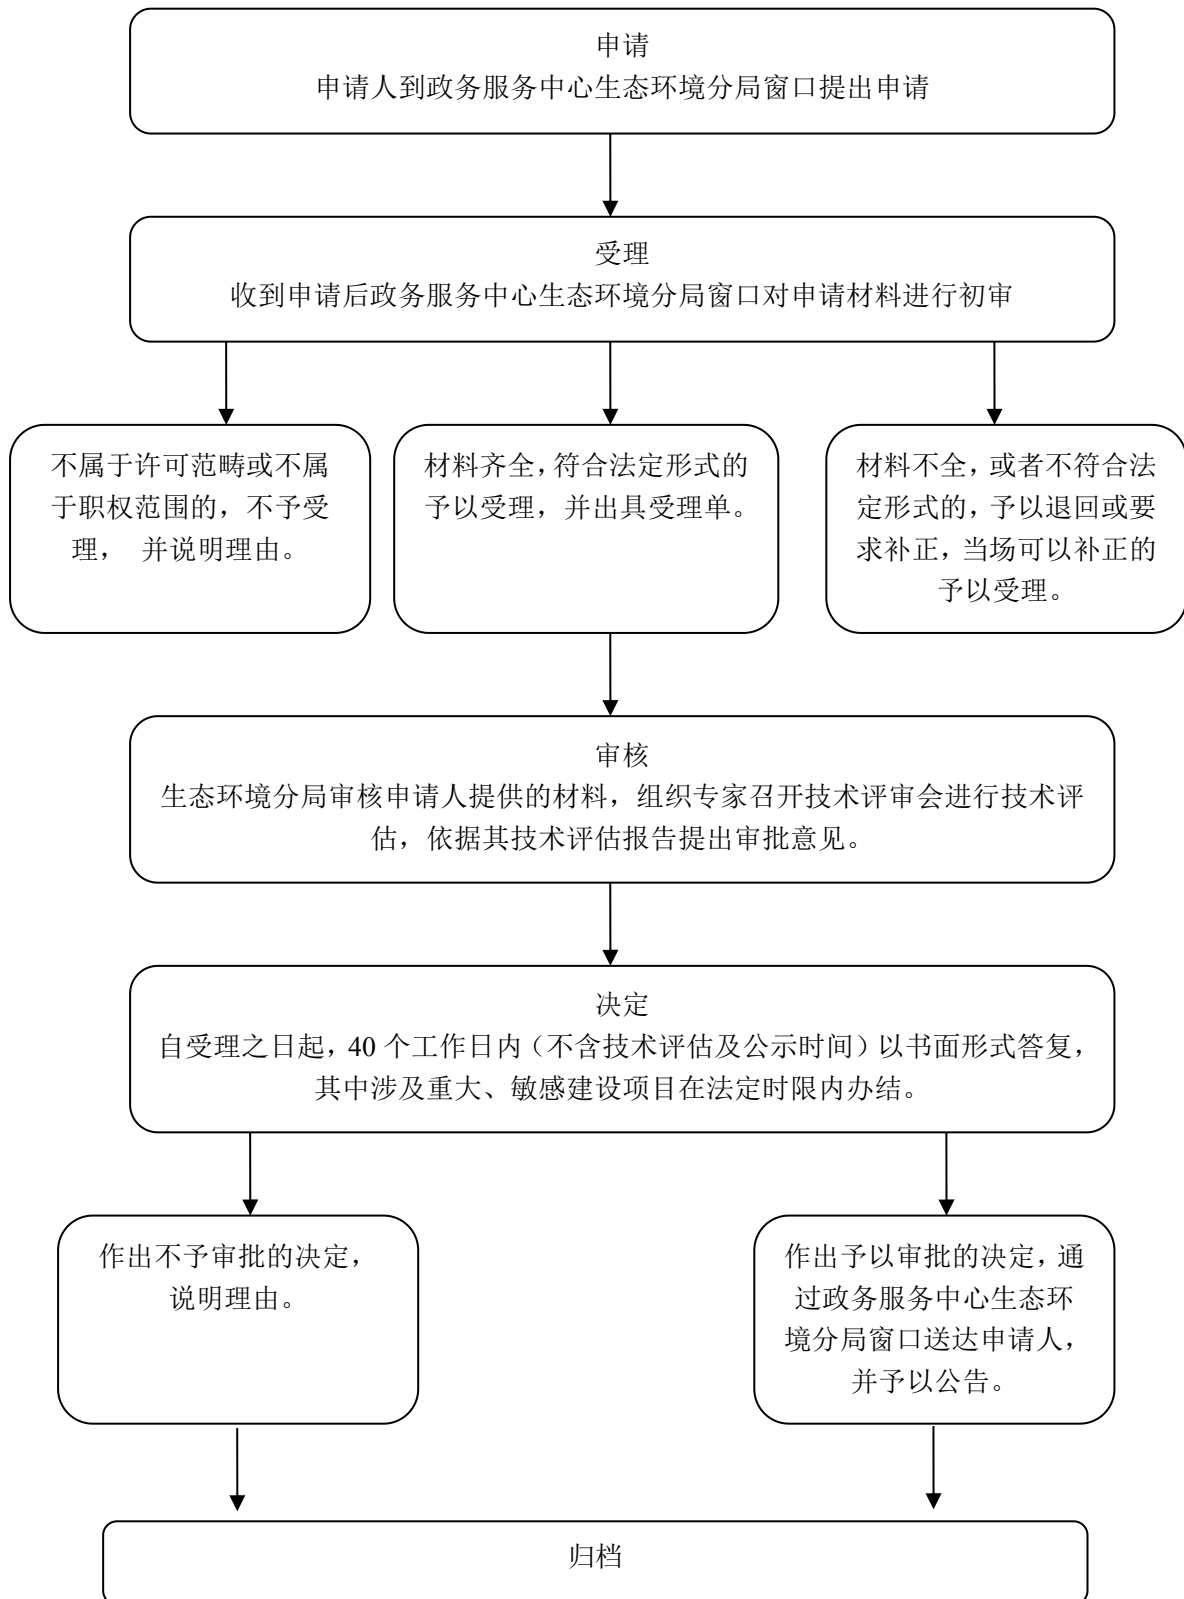 申请
申请人到政务服务中心生态环境分局窗口提出申请
受理
收到申请后政务服务中心生态环境分局窗口对申请材料进行初审
不属于许可范畴或不属
于职权范围的，不予受
理， 并说明理由。
材料齐全，符合法定形式的
予以受理，并出具受理单。
材料不全，或者不符合法
定形式的，予以退回或要
求补正，当场可以补正的
予以受理。
审核
生态环境分局审核申请人提供的材料，组织专家召开技术评审会进行技术评
估，依据其技术评估报告提出审批意见。
决定
自受理之日起，40 个工作日内（不含技术评估及公示时间）以书面形式答复，
其中涉及重大、敏感建设项目在法定时限内办结。
作出不予审批的决定，
说明理由。
作出予以审批的决定，通
过政务服务中心生态环
境分局窗口送达申请人，
并予以公告。
归档